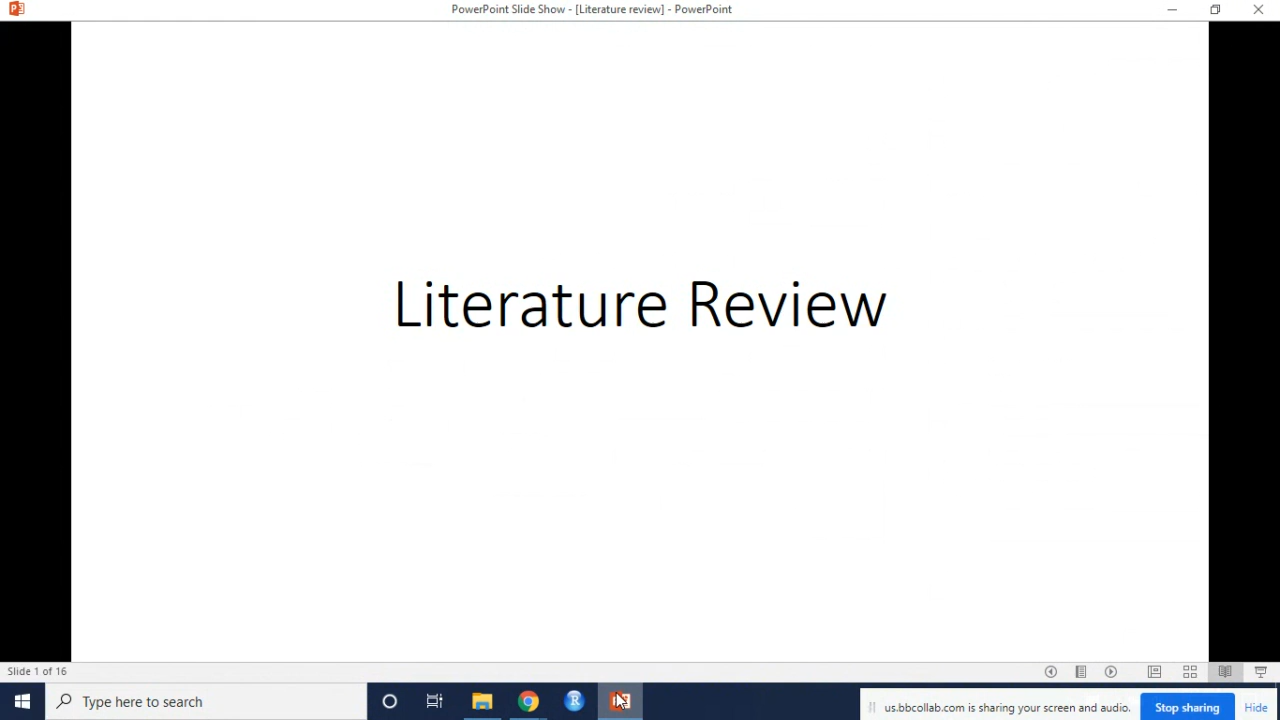 PowerPoint Slide Show - [Literature review] - PowerPoint
Literature Review
Slide 1 of 16
Type here to search
us.bbcollab.com is sharing your screen and audio.
Stop sharing
Hide